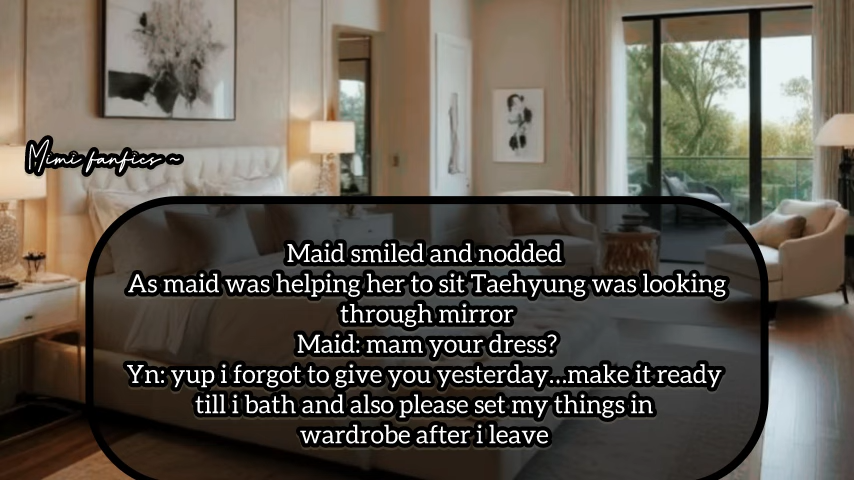 Mimi fanfics ~
Maid smiled and nodded
As maid was helping her to sit Taehyung was looking
through mirror
Maid: mam your dress?
Yn: yup i forgot to give you yesterday...make it ready
till i bath and also please set my things in
wardrobe after i leave